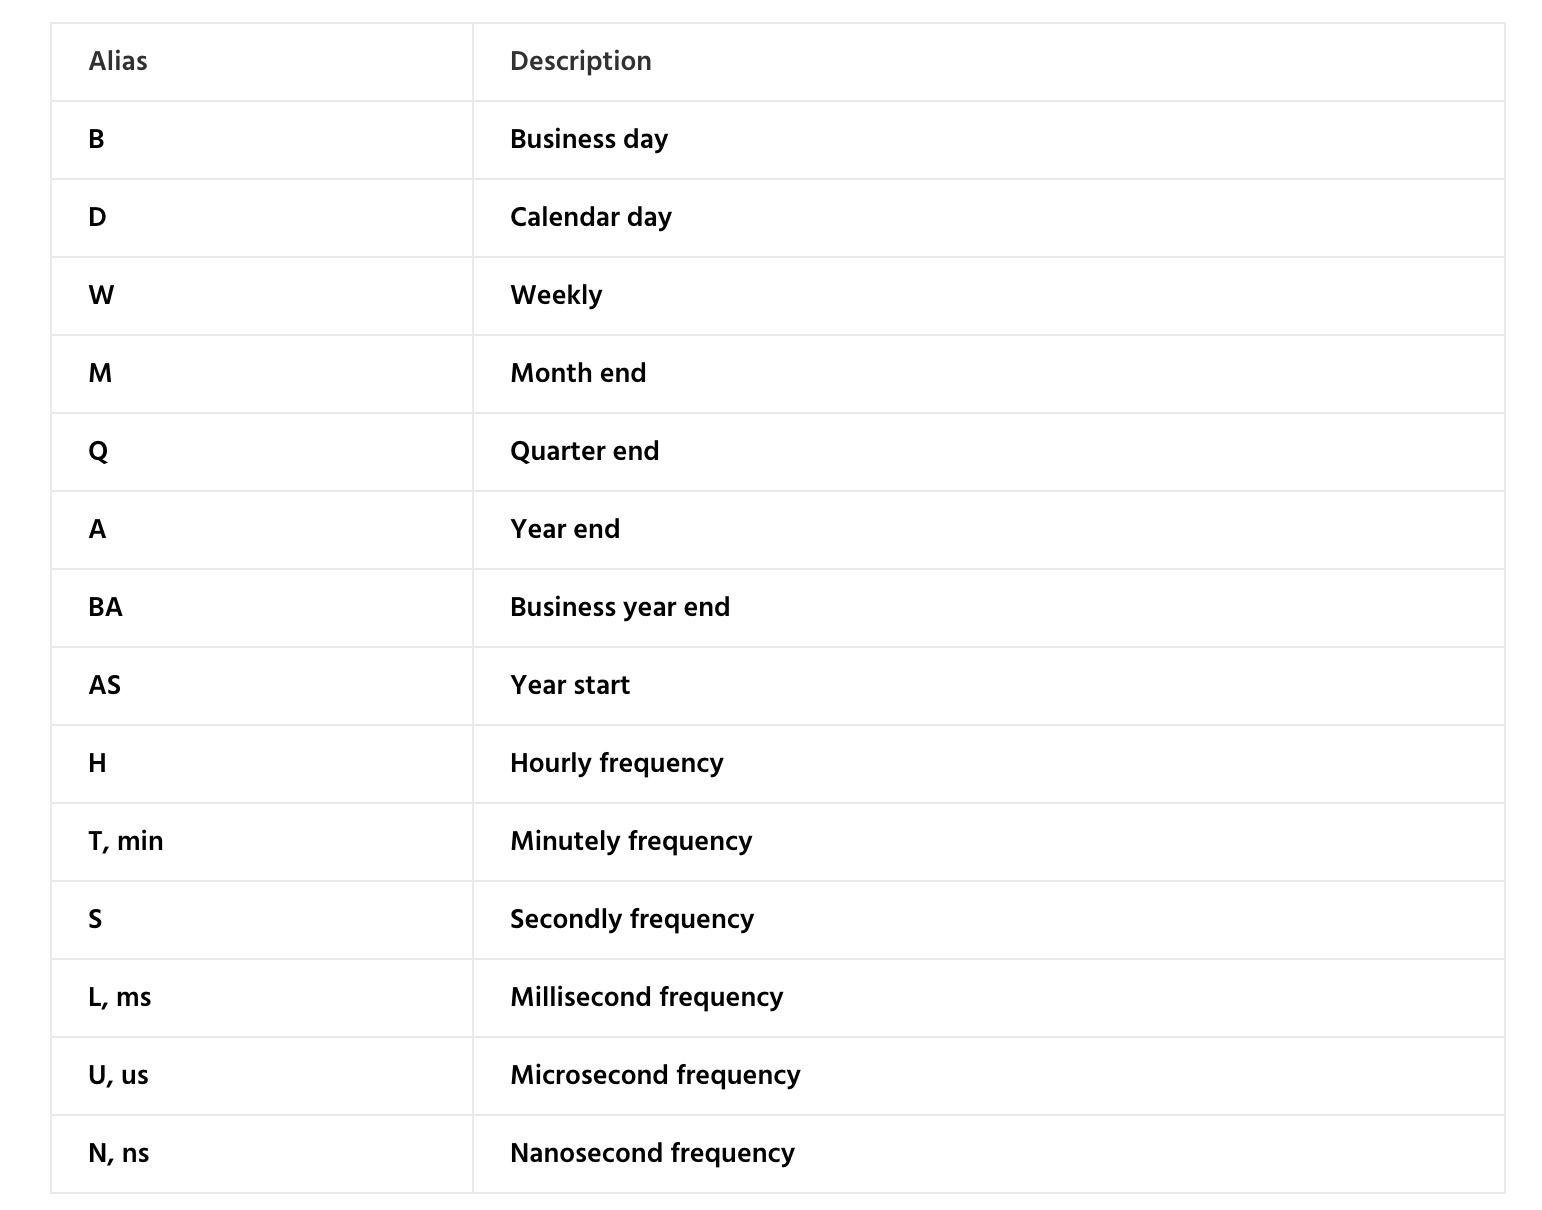 Alias Description
B Business day
D Calendar day
W Weekly
M Month end
Q Quarter end
A Year end
BA Business year end
AS Year start
H Hourly frequency
T, min Minutely frequency
S Secondly frequency
L, ms Millisecond frequency
U, us Microsecond frequency
N, ns Nanosecond frequency